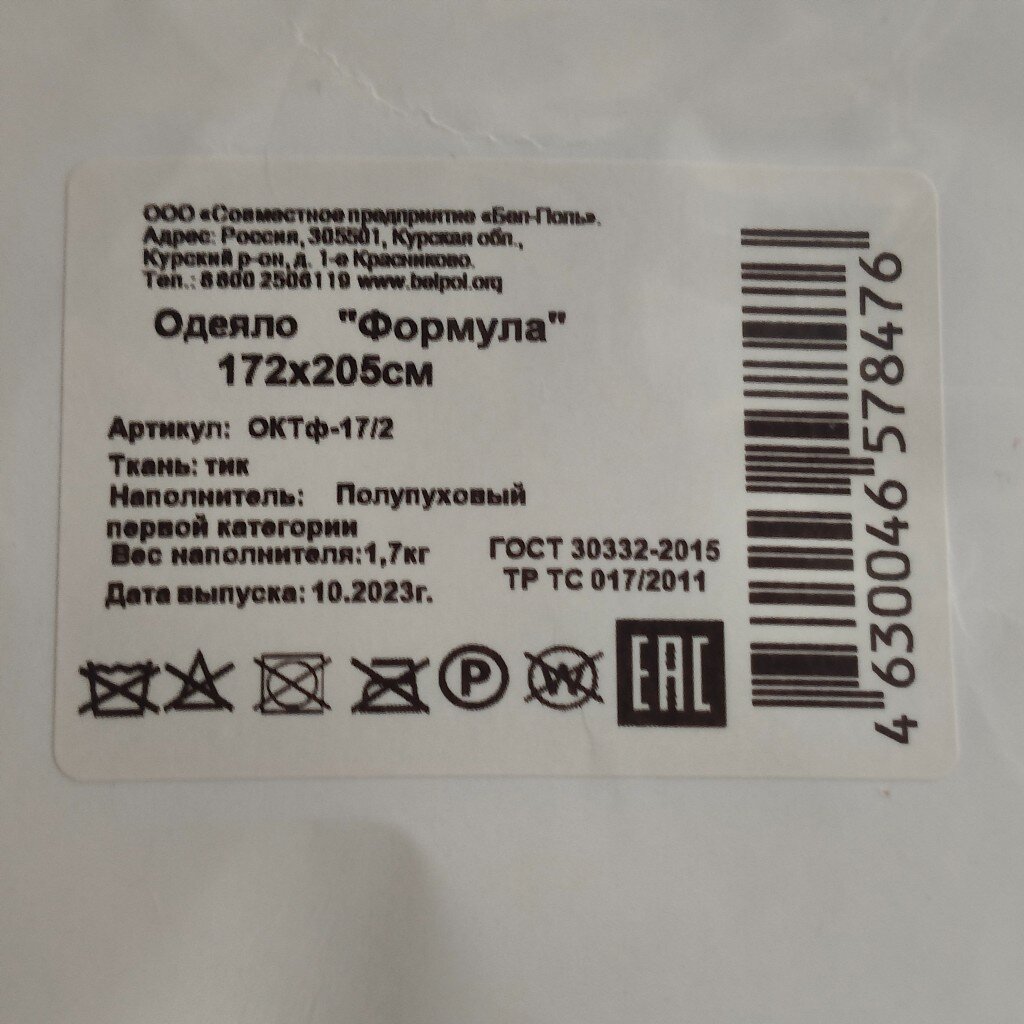 ООО «Совместное предприятие «Бел-Поль».
Адрес: Россия, 305501, Курская обл.,
Курский р-он, д. 1-е Красниково.
Тел.: 8 800 2506119 www.belpol.org
Одеяло "Формула"
172х205см
Артикул: ОКТф-17/2
Ткань: тик
Наполнитель: Полупуховый
первой категории
Вес наполнителя:1,7кг
Дата выпуска: 10.2023г.
ГОСТ 30332-2015
ТР ТС 017/2011
P
W
ЕАС
4 630046 578476